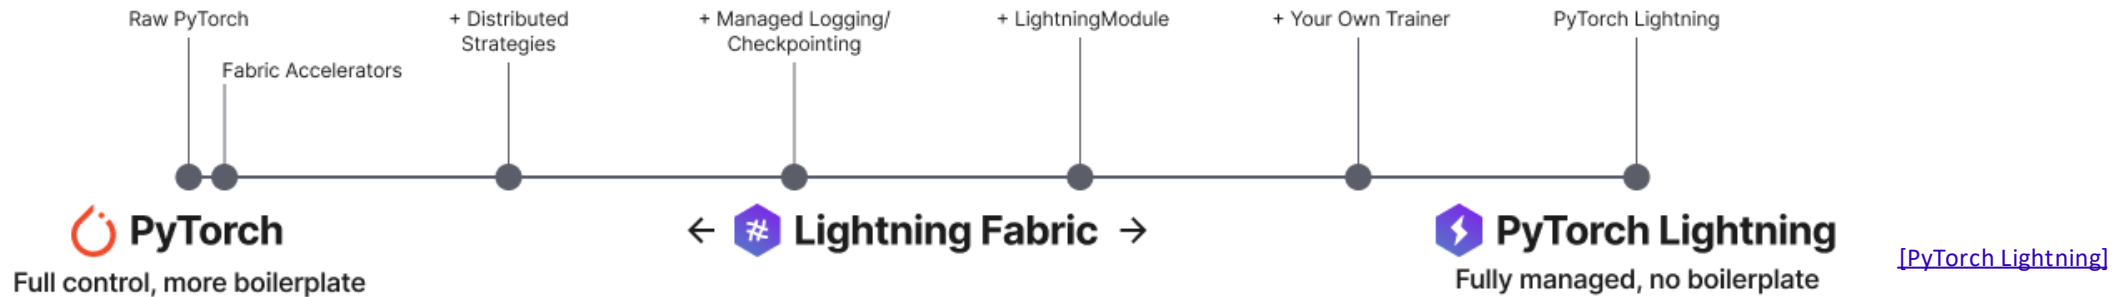 Raw PyTorch
Fabric Accelerators
+ Distributed
Strategies
+ Managed Logging/
Checkpointing
+ LightningModule
+ Your Own Trainer
PyTorch Lightning
PyTorch
Full control, more boilerplate
← # Lightning Fabric →
PyTorch Lightning
Fully managed, no boilerplate
[PyTorch Lightning]